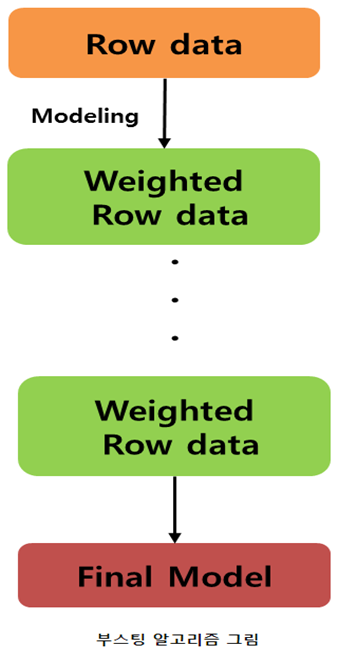 Row data
Modeling
Weighted
Row data
Weighted
Row data
Final Model
부스팅 알고리즘 그림